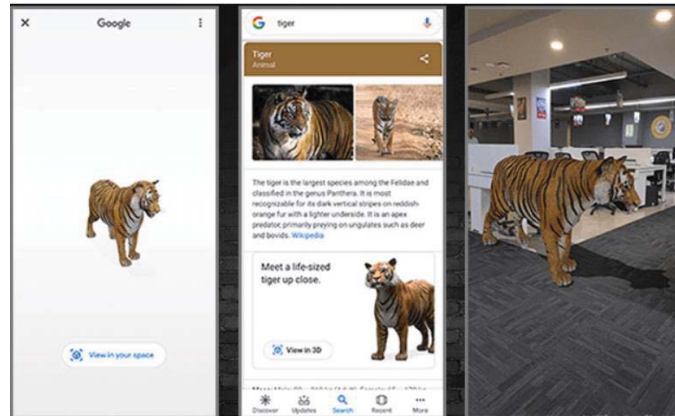 Google
View in your space
tiger
Tiger
Animal
The tiger is the largest species among the Felidae and
classified in the genus Panthera. It is most
recognizable for its dark vertical stripes on reddish-
orange fur with a lighter underside. It is an apex
predator, primarily preying on ungulates such as deer
and bovids. Wikipedia
Meet a life-sized
tiger up close.
View in 3D
Discover Updates Search Recent More